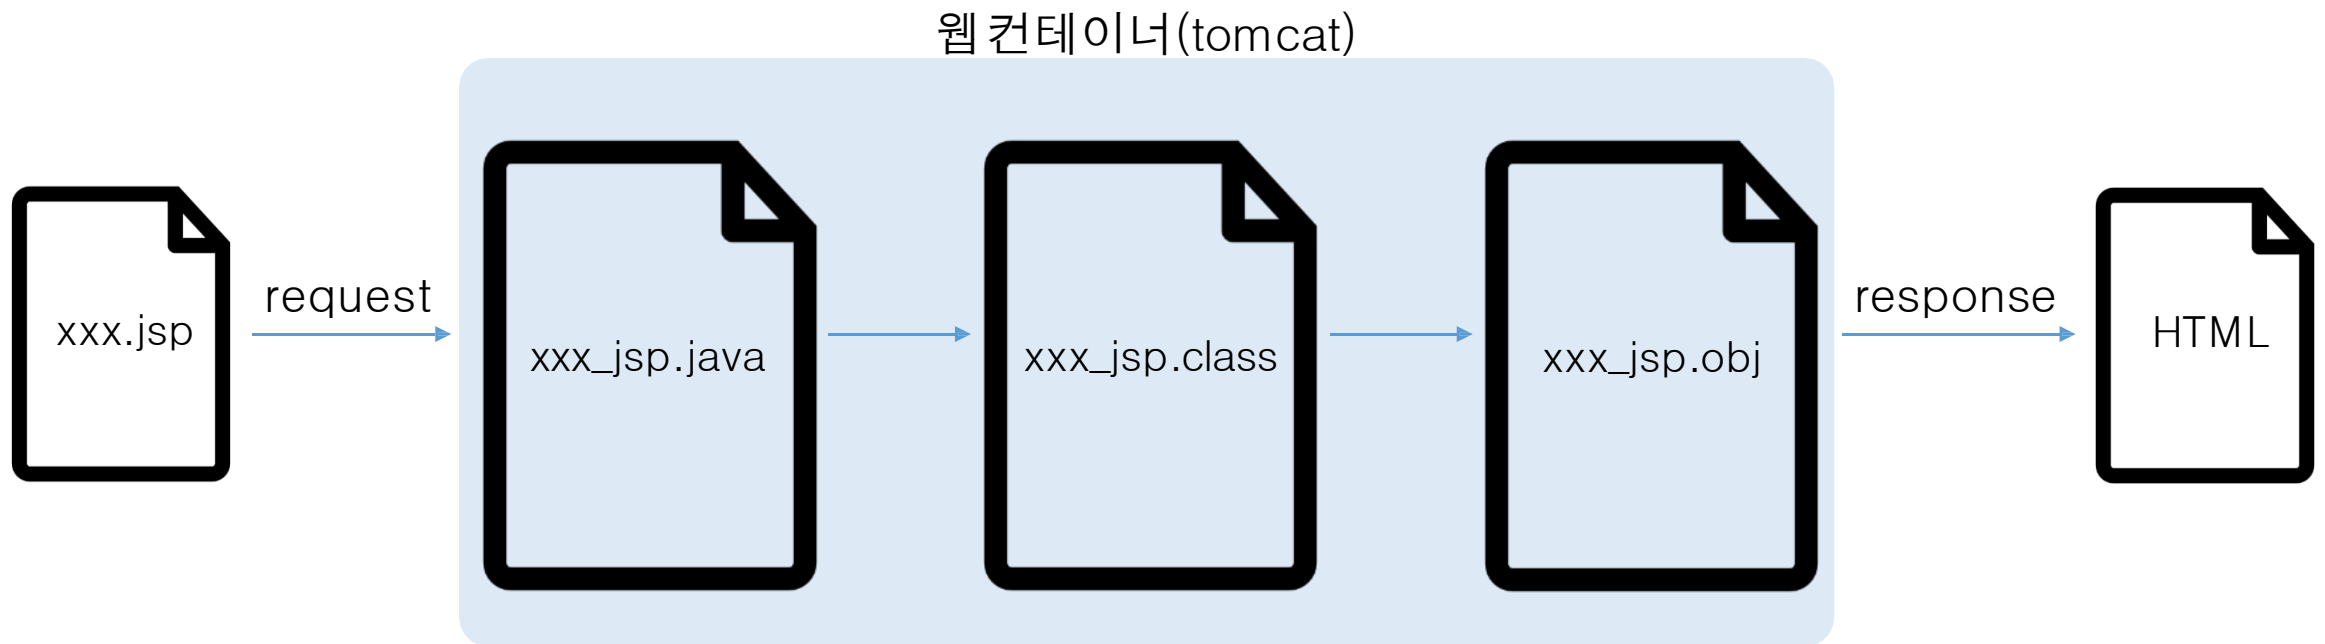 웹컨테이너(tomcat)
request
response
xxx.jsp
xxx_jsp.java
xxx_jsp.class
xxx_jsp.obj
HTML